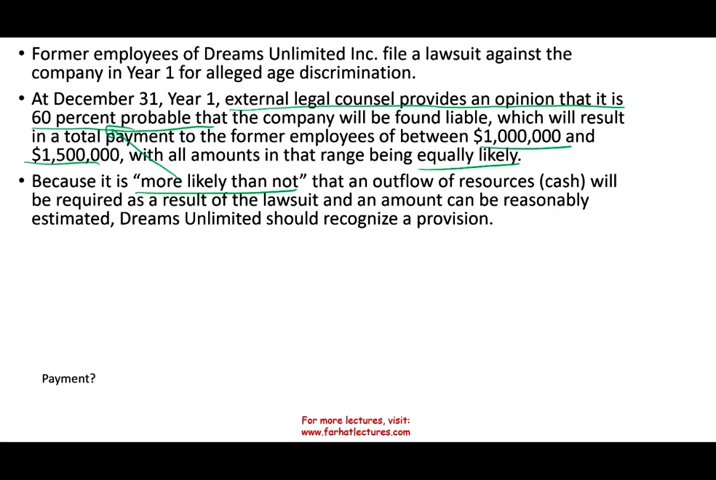 • Former employees of Dreams Unlimited Inc. file a lawsuit against the
company in Year 1 for alleged age discrimination.
• At December 31, Year 1, external legal counsel provides an opinion that it is
60 percent probable that the company will be found liable, which will result
in a total payment to the former employees of between $1,000,000 and
$1,500,000, with all amounts in that range being equally likely.
• Because it is “more likely than not” that an outflow of resources (cash) will
be required as a result of the lawsuit and an amount can be reasonably
estimated, Dreams Unlimited should recognize a provision.
Payment?
For more lectures, visit:
www.farhatlectures.com